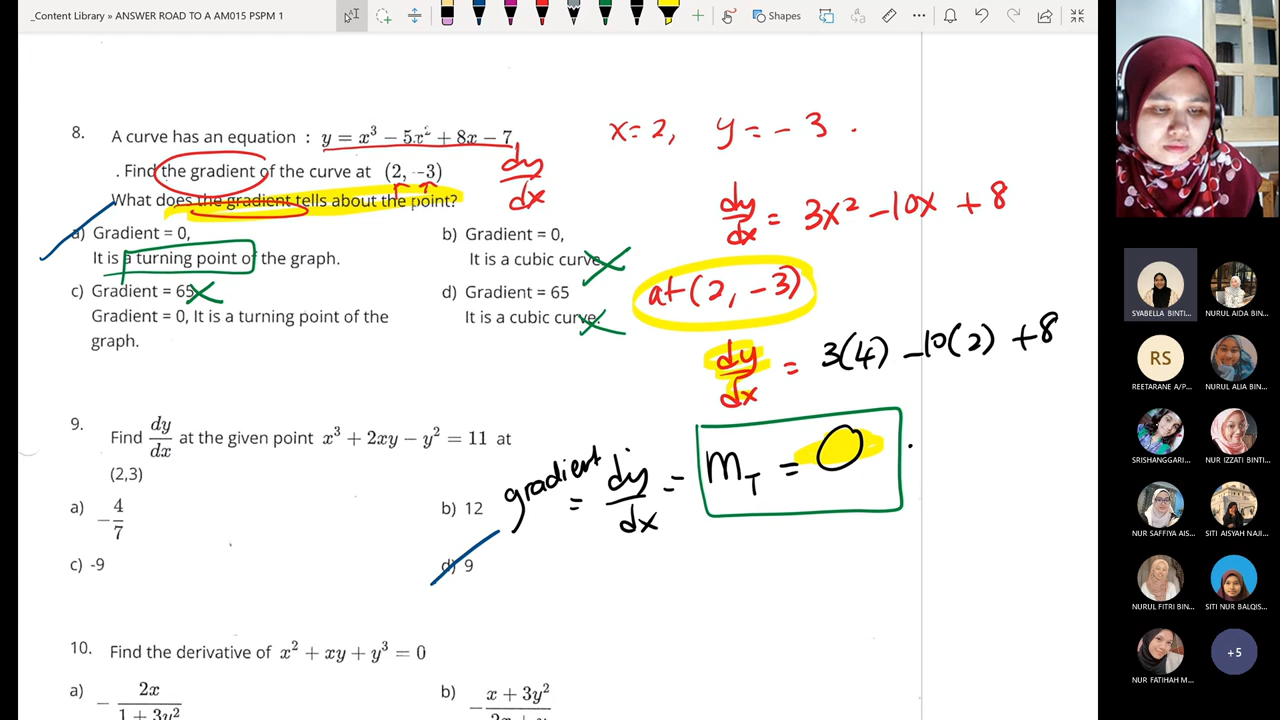 _Content Library » ANSWER ROAD TO A AM015 PSPM 1
Shapes
8. A curve has an equation : y = x³ − 5x² + 8x − 7
. Find the gradient of the curve at (2, −3)
What does the gradient tells about the point?
a) Gradient = 0,
It is a turning point of the graph.
b) Gradient = 0,
It is a cubic curve.
c) Gradient = 65
Gradient = 0, It is a turning point of the
graph.
d) Gradient = 65
It is a cubic curve.
dy/dx
x=2, y=-3.
dy/dx = 3x² -10x +8
at (2, -3)
dy/dx = 3(4) -10(2) +8
gradient = dy/dx = m_T = 0.
9. Find dy/dx at the given point x³ + 2xy − y² = 11 at
(2,3)
a) −4/7
b) 12
c) -9
d) 9
10. Find the derivative of x² + xy + y³ = 0
a) − 2x/(1 + 3y²)
b) − x + 3y²
SYABELLA BINTI...
NURUL AIDA BIN...
RS
REETARANE A/P...
NURUL ALIA BIN...
SRISHANGGARI...
NUR IZZATI BINTI...
NUR SAFFIYA AIS...
SITI AISYAH NAJI...
NURUL FITRI BIN...
SITI NUR BALQIS...
NUR FATIHAH M...
+5